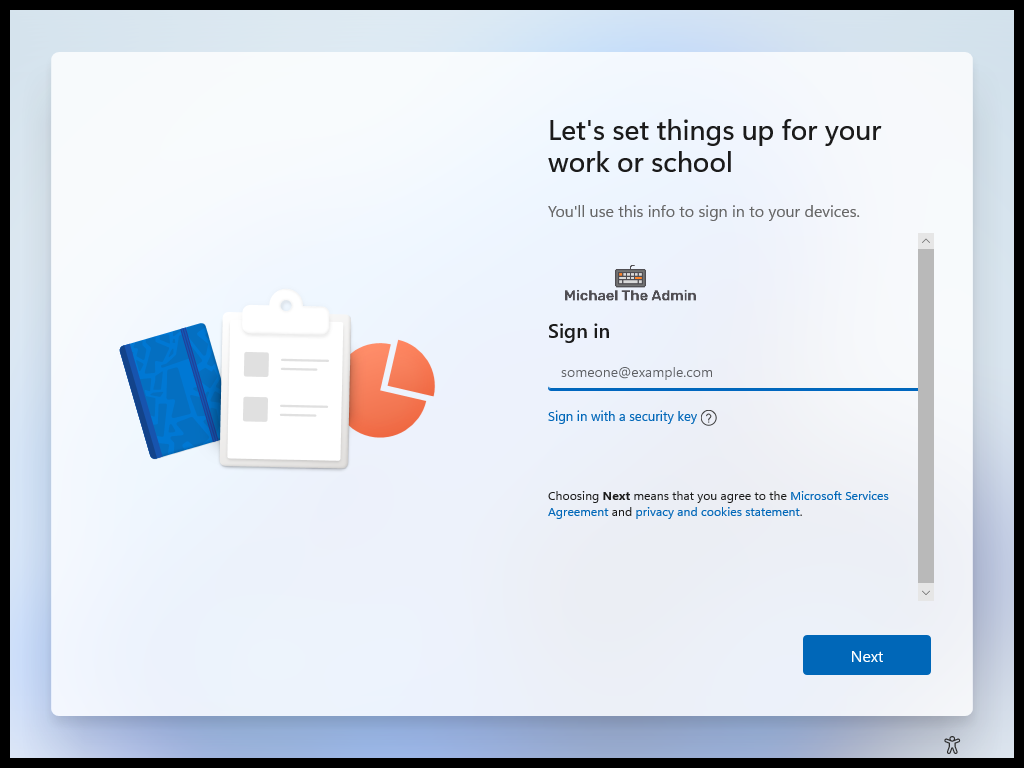 Let's set things up for your
work or school
You'll use this info to sign in to your devices.
Michael The Admin
Sign in
someone@example.com
Sign in with a security key ?
Choosing Next means that you agree to the Microsoft Services
Agreement and privacy and cookies statement.
Next